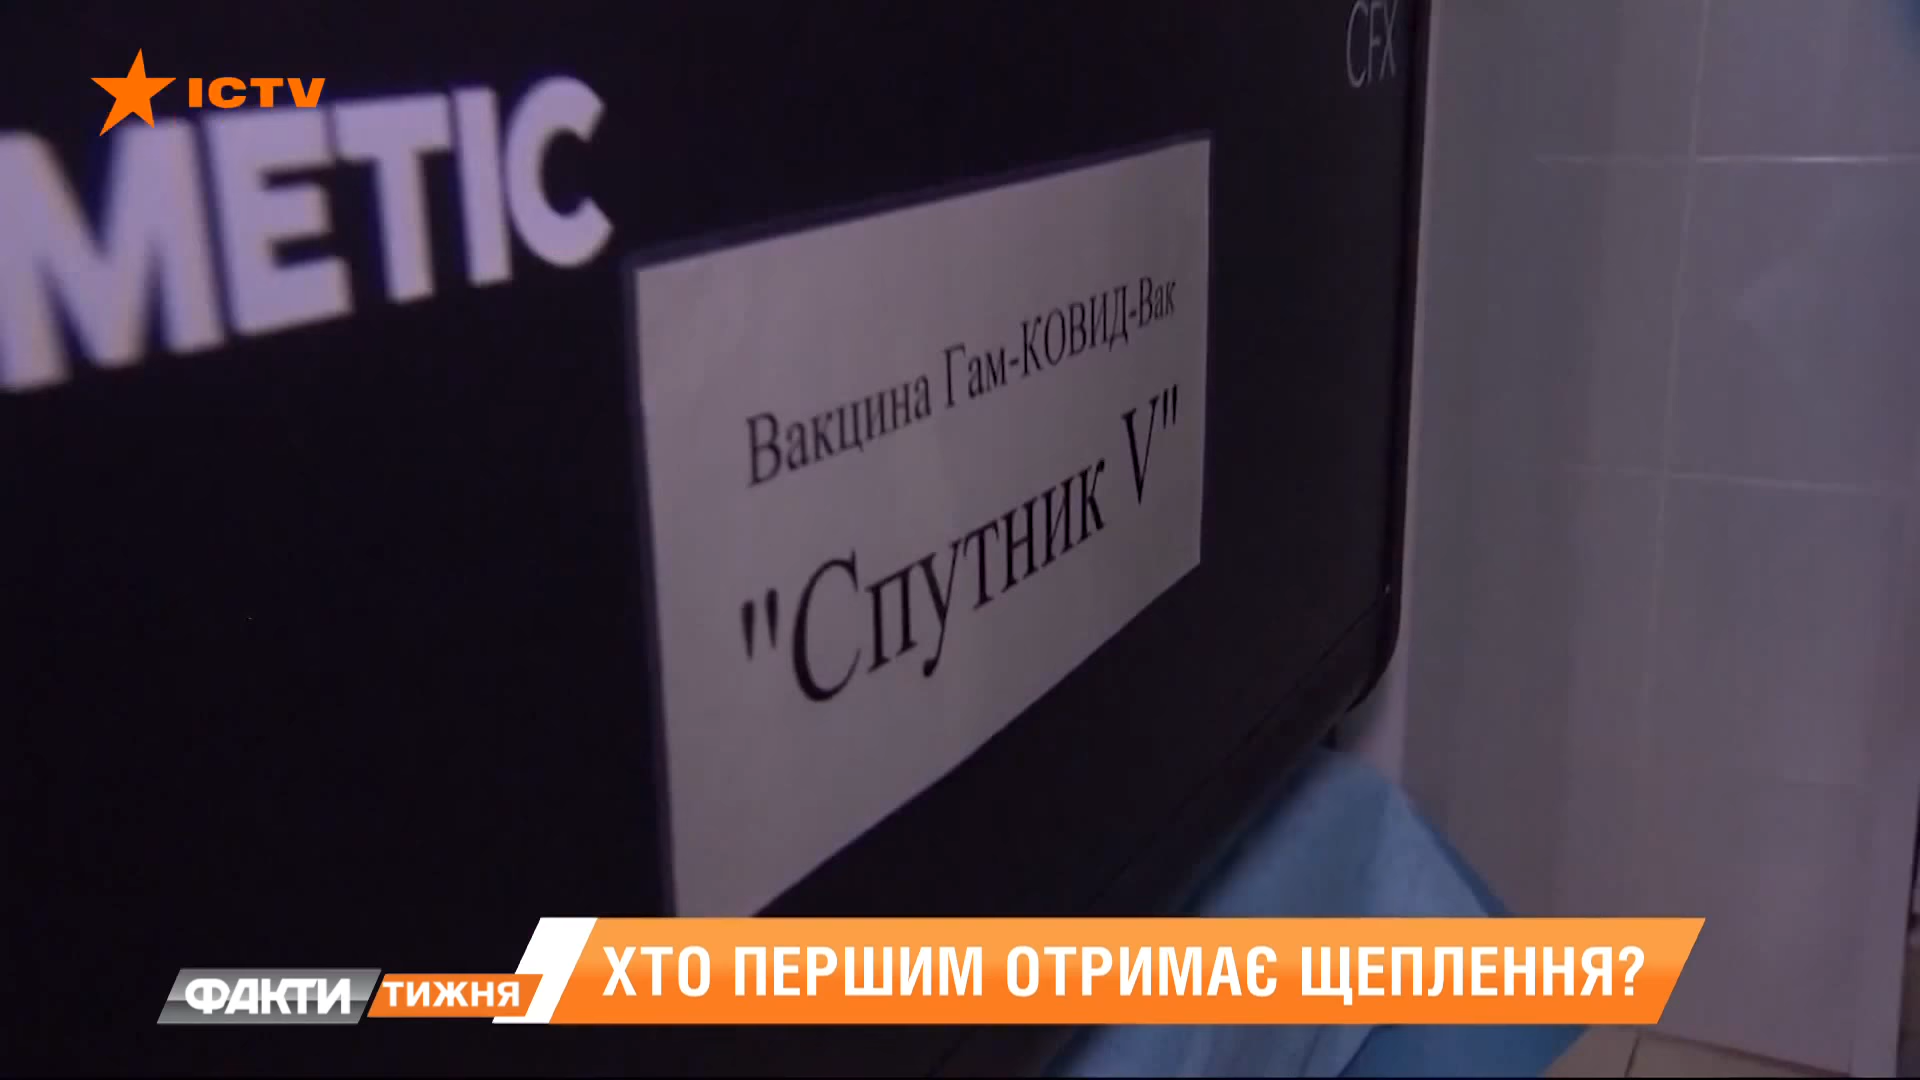 ICTV
CFX
METIC
Вакцина Гам-КОВИД-Вак
"Спутник V"
ХТО ПЕРШИМ ОТРИМАЄ ЩЕПЛЕННЯ?
ФАКТИ ТИЖНЯ